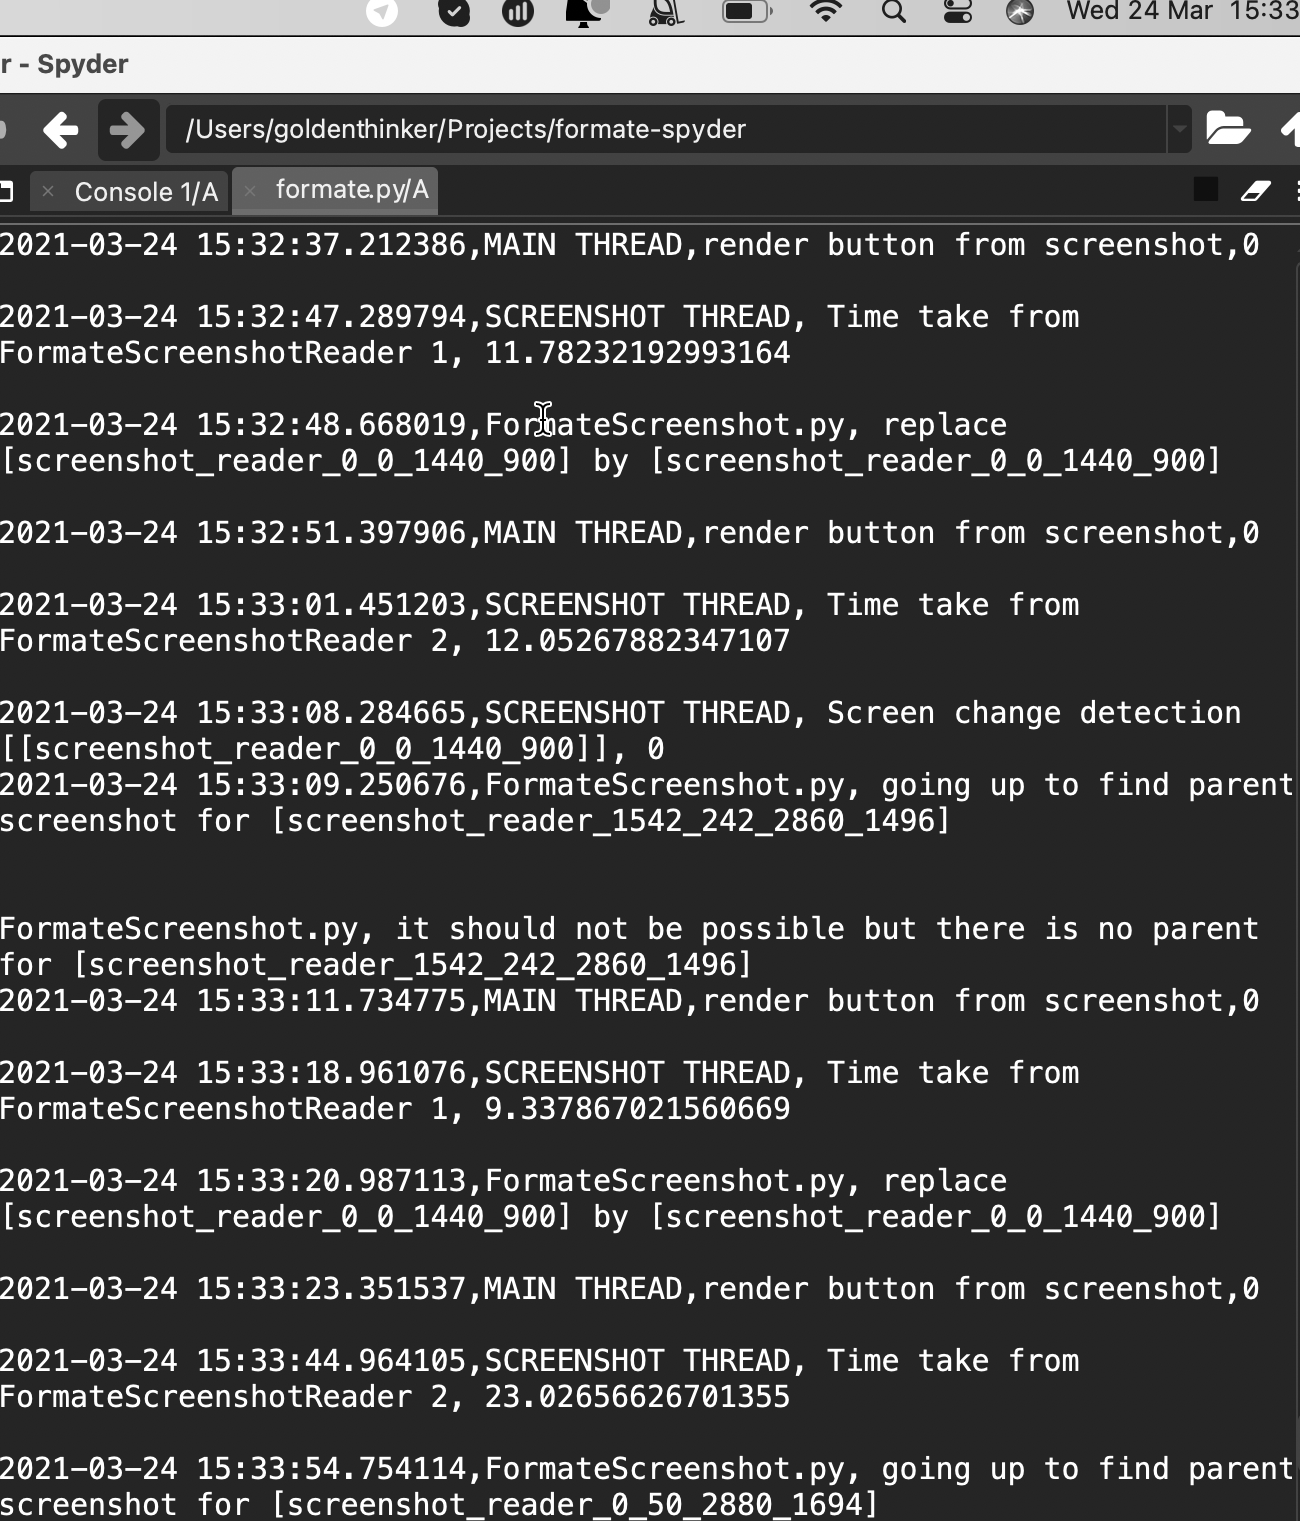 Wed 24 Mar 15:33
r - Spyder
/Users/goldenthinker/Projects/formate-spyder
Console 1/A
formate.py/A
2021-03-24 15:32:37.212386,MAIN THREAD,render button from screenshot,0
2021-03-24 15:32:47.289794,SCREENSHOT THREAD, Time take from
FormateScreenshotReader 1, 11.78232192993164
2021-03-24 15:32:48.668019,FormateScreenshot.py, replace
[screenshot_reader_0_0_1440_900] by [screenshot_reader_0_0_1440_900]
2021-03-24 15:32:51.397906,MAIN THREAD,render button from screenshot,0
2021-03-24 15:33:01.451203,SCREENSHOT THREAD, Time take from
FormateScreenshotReader 2, 12.05267882347107
2021-03-24 15:33:08.284665,SCREENSHOT THREAD, Screen change detection
[[screenshot_reader_0_0_1440_900]], 0
2021-03-24 15:33:09.250676,FormateScreenshot.py, going up to find parent
screenshot for [screenshot_reader_1542_242_2860_1496]
FormateScreenshot.py, it should not be possible but there is no parent
for [screenshot_reader_1542_242_2860_1496]
2021-03-24 15:33:11.734775,MAIN THREAD,render button from screenshot,0
2021-03-24 15:33:18.961076,SCREENSHOT THREAD, Time take from
FormateScreenshotReader 1, 9.337867021560669
2021-03-24 15:33:20.987113,FormateScreenshot.py, replace
[screenshot_reader_0_0_1440_900] by [screenshot_reader_0_0_1440_900]
2021-03-24 15:33:23.351537,MAIN THREAD,render button from screenshot,0
2021-03-24 15:33:44.964105,SCREENSHOT THREAD, Time take from
FormateScreenshotReader 2, 23.02656626701355
2021-03-24 15:33:54.754114,FormateScreenshot.py, going up to find parent
screenshot for [screenshot_reader_0_50_2880_1694]